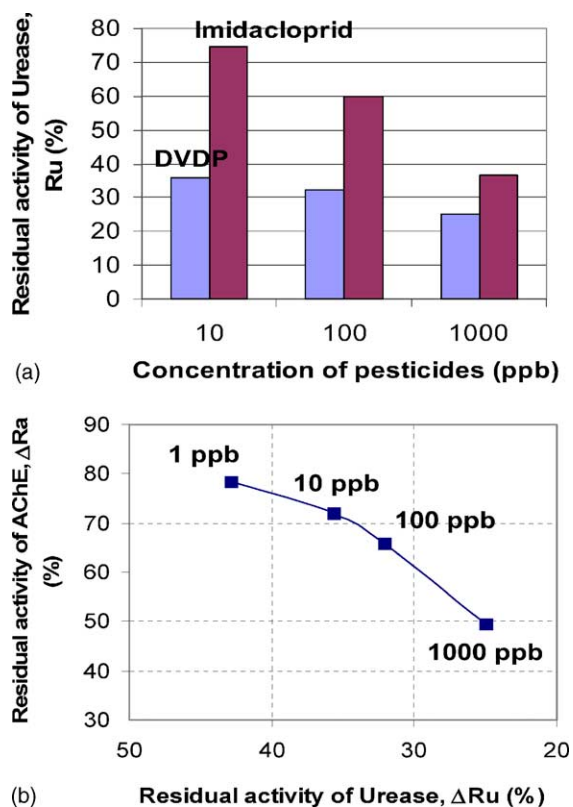 Residual activity of Urease,
Ru (%)
80
70
60
50
40
30
20
10
0
Imidacloprid
DVDP
10 100 1000
(a) Concentration of pesticides (ppb)
Residual activity of AChE, ΔRa
(%)
90
80
70
60
50
40
30
1 ppb
10 ppb
100 ppb
1000 ppb
50 40 30 20
(b) Residual activity of Urease, ΔRu (%)